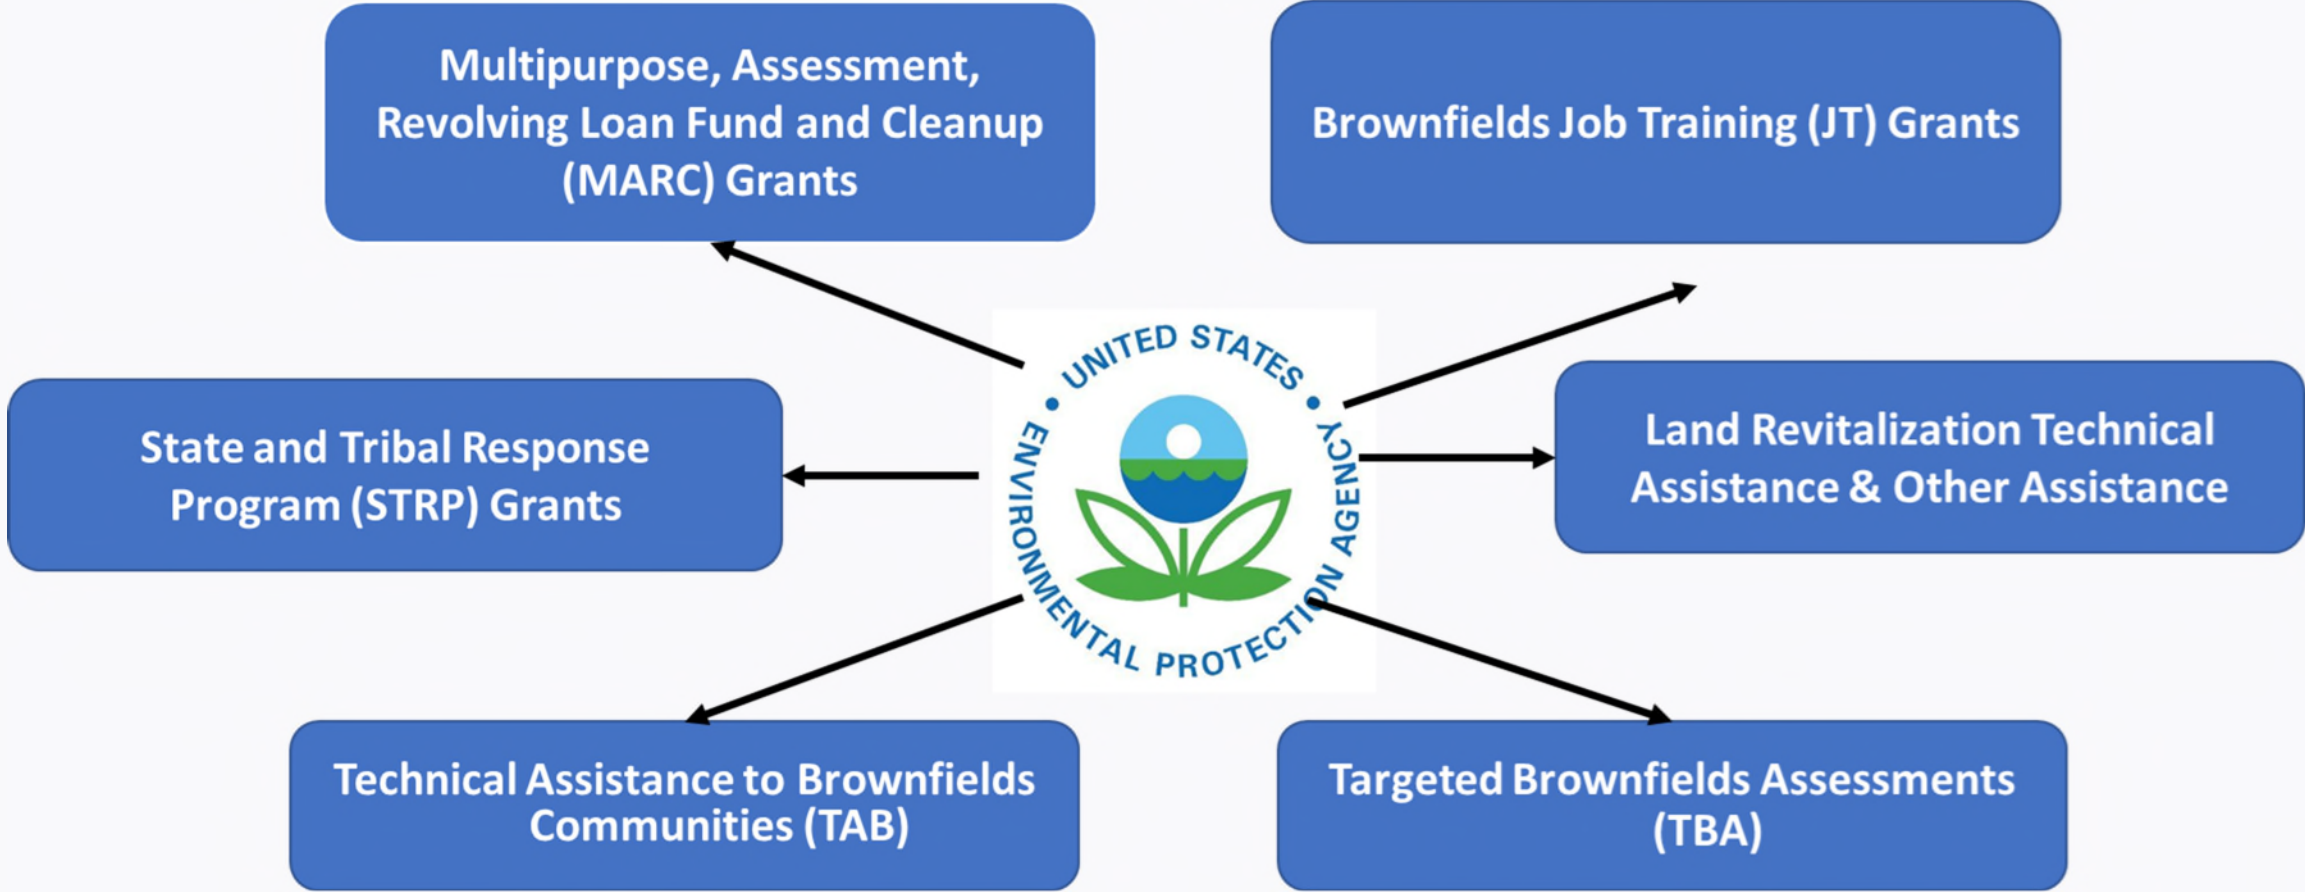 Multipurpose, Assessment,
Revolving Loan Fund and Cleanup
(MARC) Grants
Brownfields Job Training (JT) Grants
State and Tribal Response
Program (STRP) Grants
UNITED STATES
ENVIRONMENTAL PROTECTION AGENCY
Land Revitalization Technical
Assistance & Other Assistance
Technical Assistance to Brownfields
Communities (TAB)
Targeted Brownfields Assessments
(TBA)